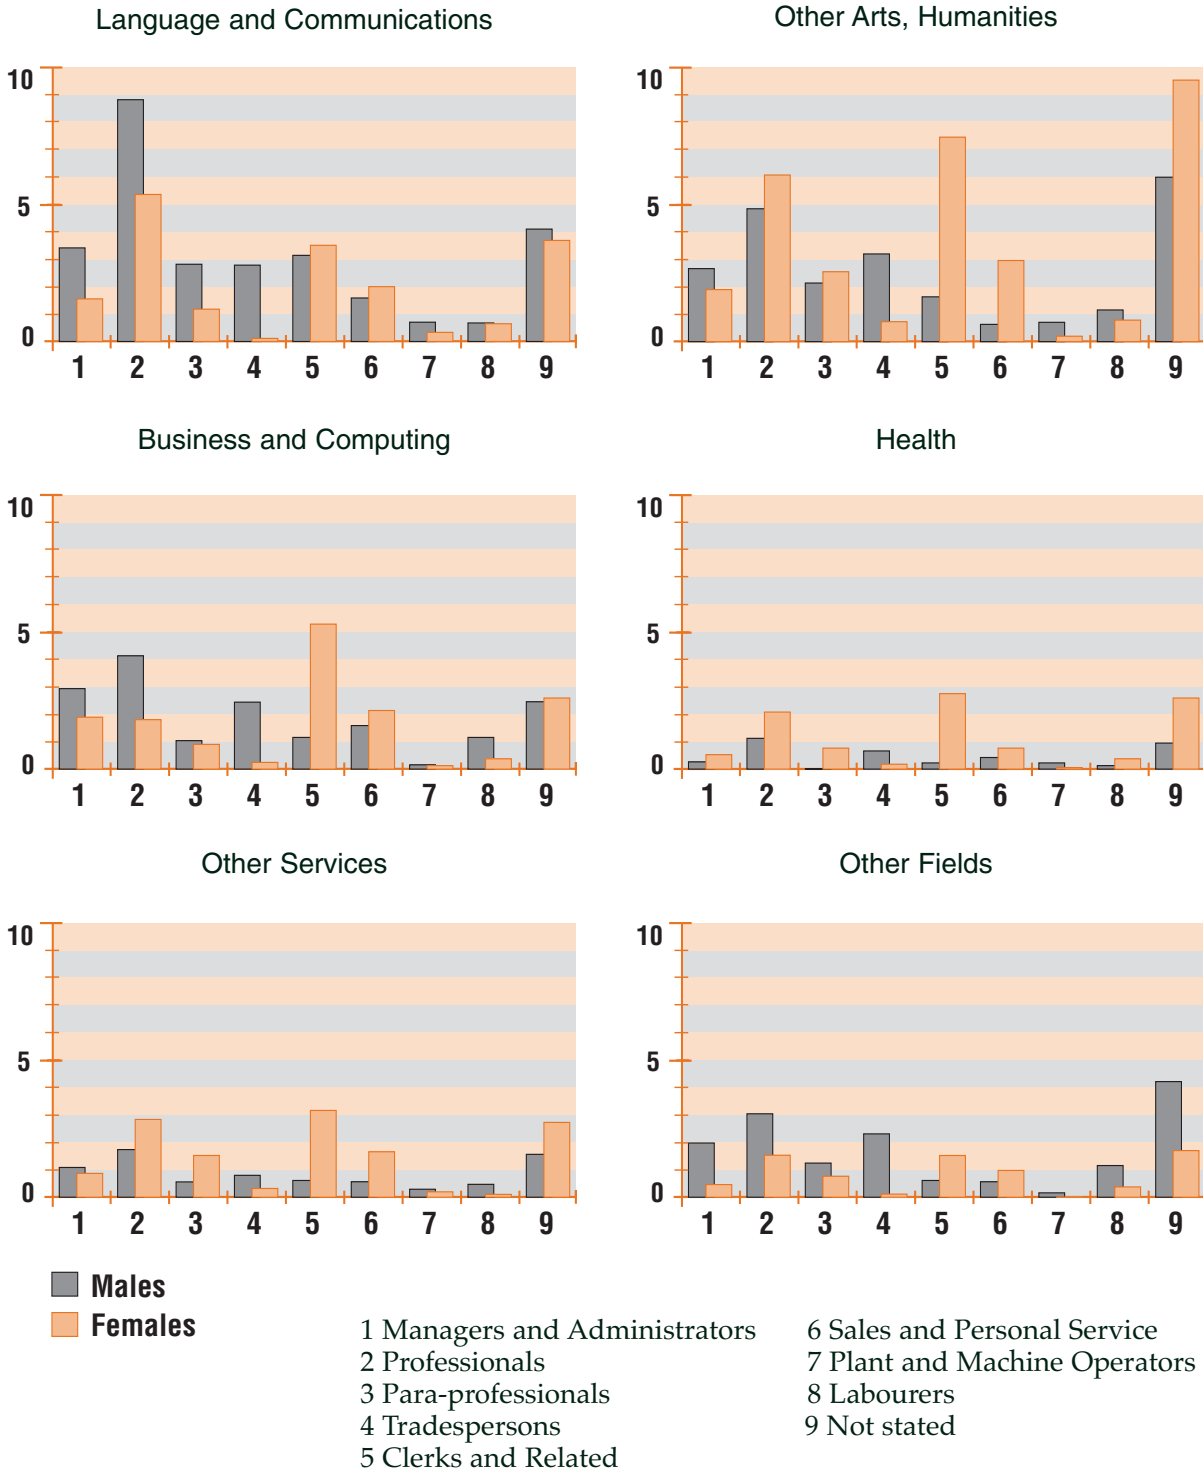 Language and Communications
Other Arts, Humanities
10
5
0
1 2 3 4 5 6 7 8 9
10
5
0
1 2 3 4 5 6 7 8 9
Business and Computing
Health
10
5
0
1 2 3 4 5 6 7 8 9
10
5
0
1 2 3 4 5 6 7 8 9
Other Services
Other Fields
10
5
0
1 2 3 4 5 6 7 8 9
10
5
0
1 2 3 4 5 6 7 8 9
Males
Females
1 Managers and Administrators
2 Professionals
3 Para-professionals
4 Tradespersons
5 Clerks and Related
6 Sales and Personal Service
7 Plant and Machine Operators
8 Labourers
9 Not stated